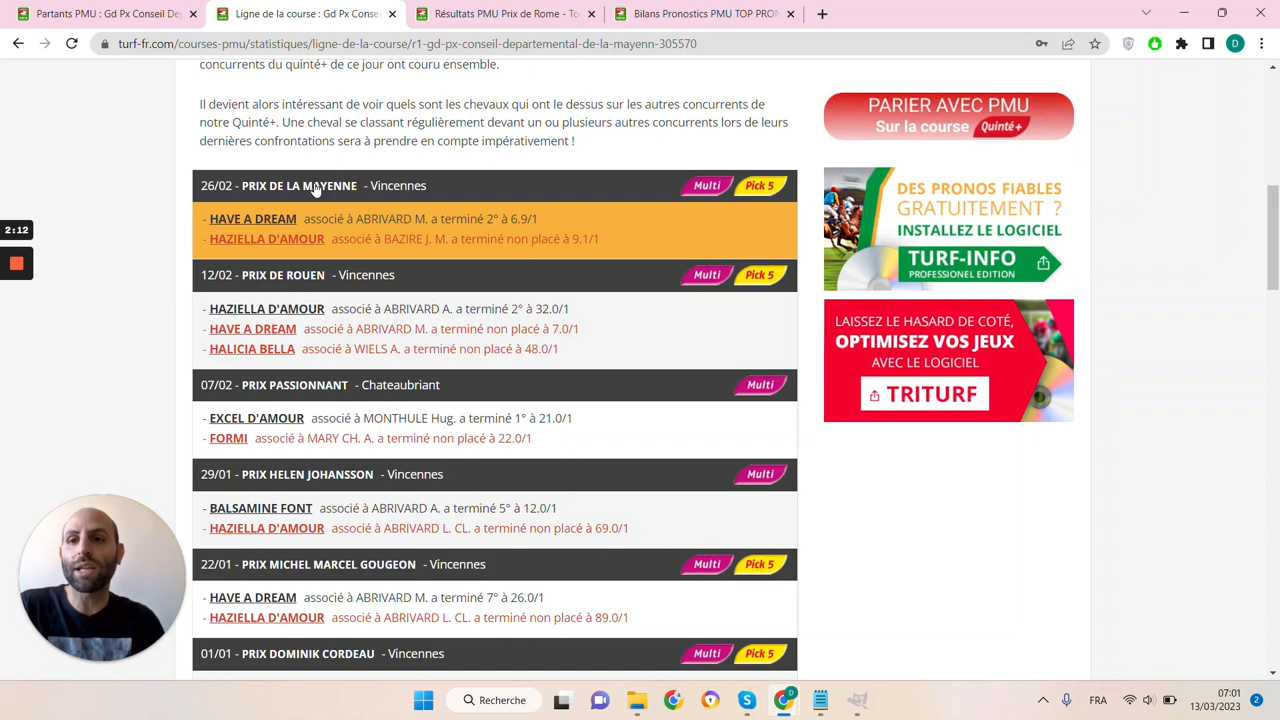 Partants PMU : Gd Px Conseil De
Ligne de la course : Gd Px Conse
Résultats PMU Prix de Rome - To
Bilans Pronostics PMU TOP PRON
turf-fr.com/courses-pmu/statistiques/ligne-de-la-course/r1-gd-px-conseil-departemental-de-la-mayenn-305570
D
concurrents du quinté+ de ce jour ont couru ensemble.
Il devient alors intéressant de voir quels sont les chevaux qui ont le dessus sur les autres concurrents de
notre Quinté+. Une cheval se classant régulièrement devant un ou plusieurs autres concurrents lors de leurs
dernières confrontations sera à prendre en compte impérativement !
26/02 - PRIX DE LA MAYENNE - Vincennes Multi Pick 5
- HAVE A DREAM associé à ABRIVARD M. a terminé 2° à 6.9/1
- HAZIELLA D'AMOUR associé à BAZIRE J. M. a terminé non placé à 9.1/1
12/02 - PRIX DE ROUEN - Vincennes Multi Pick 5
- HAZIELLA D'AMOUR associé à ABRIVARD A. a terminé 2° à 32.0/1
- HAVE A DREAM associé à ABRIVARD M. a terminé non placé à 7.0/1
- HALICIA BELLA associé à WIELS A. a terminé non placé à 48.0/1
07/02 - PRIX PASSIONNANT - Chateaubriant Multi
- EXCEL D'AMOUR associé à MONTHULE Hug. a terminé 1° à 21.0/1
- FORMI associé à MARY CH. A. a terminé non placé à 22.0/1
29/01 - PRIX HELEN JOHANSSON - Vincennes Multi
- BALSAMINE FONT associé à ABRIVARD A. a terminé 5° à 12.0/1
- HAZIELLA D'AMOUR associé à ABRIVARD L. CL. a terminé non placé à 69.0/1
22/01 - PRIX MICHEL MARCEL GOUGEON - Vincennes Multi Pick 5
- HAVE A DREAM associé à ABRIVARD M. a terminé 7° à 26.0/1
- HAZIELLA D'AMOUR associé à ABRIVARD L. CL. a terminé non placé à 89.0/1
01/01 - PRIX DOMINIK CORDEAU - Vincennes Multi Pick 5
PARIER AVEC PMU
Sur la course Quinté+
DES PRONOS FIABLES
GRATUITEMENT ?
INSTALLEZ LE LOGICIEL
TURF-INFO
PROFESSIONEL EDITION
LAISSEZ LE HASARD DE COTÉ,
OPTIMISEZ VOS JEUX
AVEC LE LOGICIEL
TRITURF
2:12
Recherche
FRA
07:01
13/03/2023
2